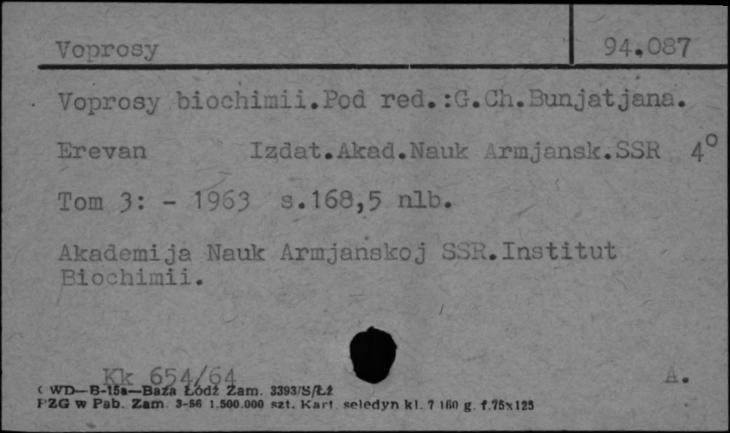 Voprosy 94.087
Voprosy biochimii.Pod red.:G.Ch.Bunjatjana.
Erevan Izdat.Akad.Nauk Armjansk.SSR 4°
Tom 3: - 1963 s.168,5 nlb.
Akademija Nauk Armjanskoj SSR.Institut
Biochimii.
Kk 654/64 A.
CWD—B-15a—Baza Łódź Zam. 3393/S/Łż
PZG w Pab. Zam. 3-56 1.500.000 szt. Kart. seledyn kl. 7 160 g. f.75x125